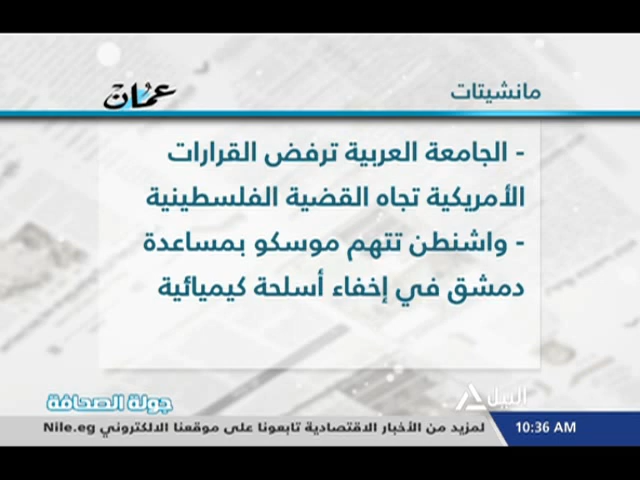 مانشيتات
عمان
- الجامعة العربية ترفض القرارات
الأمريكية تجاه القضية الفلسطينية
- واشنطن تتهم موسكو بمساعدة
دمشق في إخفاء أسلحة كيميائية
جولة الصحافة
النيل
لمزيد من الأخبار الاقتصادية تابعونا على موقعنا الالكتروني Nile.eg
10:36 AM